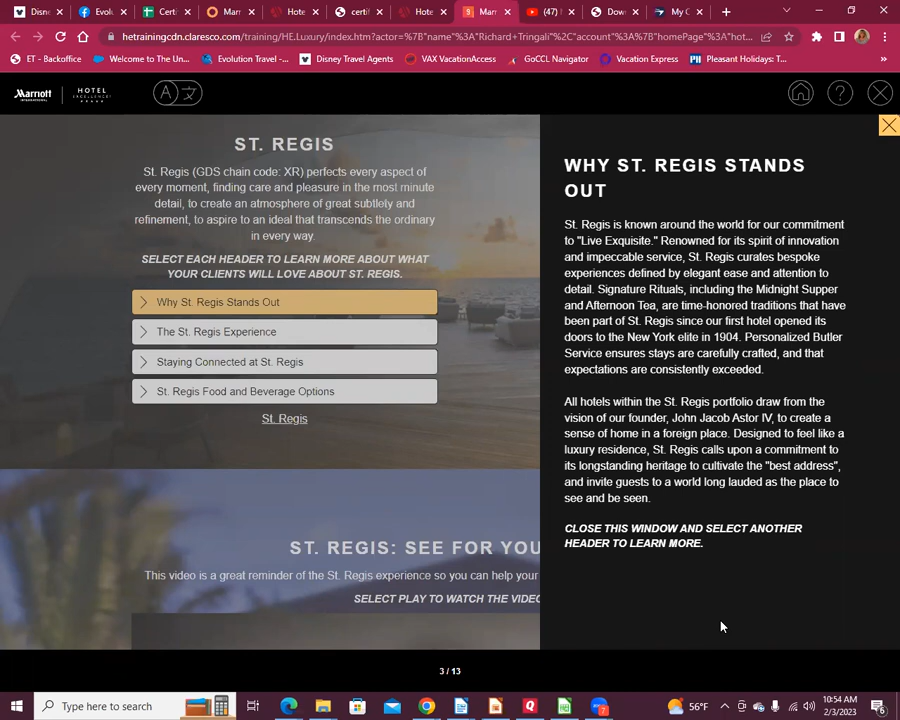 Disne
Evolu
Certi
Marr
Hote
certif
Hote
Marr
(47)
Dow
My C
hetrainingcdn.claresco.com/training/HE.Luxury/index.htm?actor=%7B"name"%3A"Richard+Tringali"%2C"account"%3A%7B"homePage"%3A"hot...
ET - Backoffice
Welcome to The Un...
Evolution Travel -...
Disney Travel Agents
VAX VacationAccess
GoCCL Navigator
Vacation Express
Pleasant Holidays: T...
»
Marriott
INTERNATIONAL
HOTEL
EXCELLENCE!
A文
?
ST. REGIS
St. Regis (GDS chain code: XR) perfects every aspect of
every moment, finding care and pleasure in the most minute
detail, to create an atmosphere of great subtlety and
refinement, to aspire to an ideal that transcends the ordinary
in every way.
SELECT EACH HEADER TO LEARN MORE ABOUT WHAT
YOUR CLIENTS WILL LOVE ABOUT ST. REGIS.
Why St. Regis Stands Out
The St. Regis Experience
Staying Connected at St. Regis
St. Regis Food and Beverage Options
St. Regis
ST. REGIS: SEE FOR YOU
This video is a great reminder of the St. Regis experience so you can help your
SELECT PLAY TO WATCH THE VIDEO
WHY ST. REGIS STANDS
OUT
St. Regis is known around the world for our commitment
to "Live Exquisite." Renowned for its spirit of innovation
and impeccable service, St. Regis curates bespoke
experiences defined by elegant ease and attention to
detail. Signature Rituals, including the Midnight Supper
and Afternoon Tea, are time-honored traditions that have
been part of St. Regis since our first hotel opened its
doors to the New York elite in 1904. Personalized Butler
Service ensures stays are carefully crafted, and that
expectations are consistently exceeded.
All hotels within the St. Regis portfolio draw from the
vision of our founder, John Jacob Astor IV, to create a
sense of home in a foreign place. Designed to feel like a
luxury residence, St. Regis calls upon a commitment to
its longstanding heritage to cultivate the "best address",
and invite guests to a world long lauded as the place to
see and be seen.
CLOSE THIS WINDOW AND SELECT ANOTHER
HEADER TO LEARN MORE.
3 / 13
Type here to search
56°F
10:54 AM
2/3/2023
6